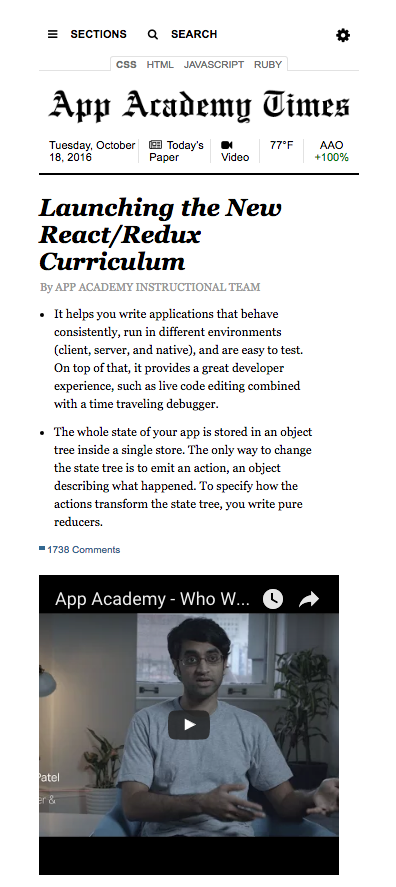 SECTIONS SEARCH
CSS HTML JAVASCRIPT RUBY
App Academy Times
Tuesday, October 18, 2016
Today's Paper
Video
77°F
AAO +100%
Launching the New
React/Redux
Curriculum
By APP ACADEMY INSTRUCTIONAL TEAM
• It helps you write applications that behave
consistently, run in different environments
(client, server, and native), and are easy to test.
On top of that, it provides a great developer
experience, such as live code editing combined
with a time traveling debugger.
• The whole state of your app is stored in an object
tree inside a single store. The only way to change
the state tree is to emit an action, an object
describing what happened. To specify how the
actions transform the state tree, you write pure
reducers.
1738 Comments
App Academy - Who W...
Patel
er &